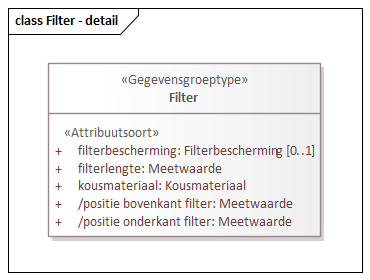 class Filter - detail
«Gegevensgroeptype»
Filter
«Attribuutsoort»
+ filterbescherming: Filterbescherming [0..1]
+ filterlengte: Meetwaarde
+ kousmateriaal: Kousmateriaal
+ /positie bovenkant filter: Meetwaarde
+ /positie onderkant filter: Meetwaarde